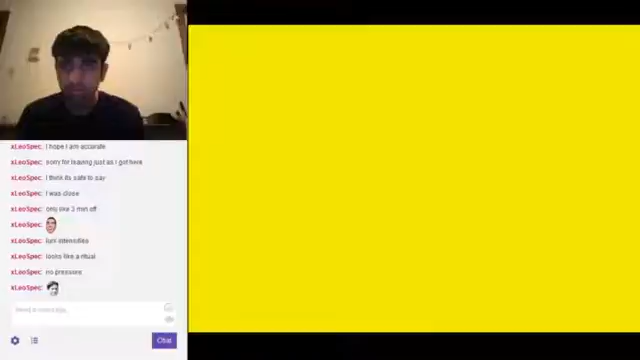 xLeoSpec: I hope I am accurate
xLeoSpec: sorry for leaving just as I got here
xLeoSpec: I think its safe to say
xLeoSpec: I was close
xLeoSpec: only like 3 min off
xLeoSpec:
xLeoSpec: intensifies
xLeoSpec: looks like a ritual
xLeoSpec: no pressure
xLeoSpec:
Send a message...
Chat